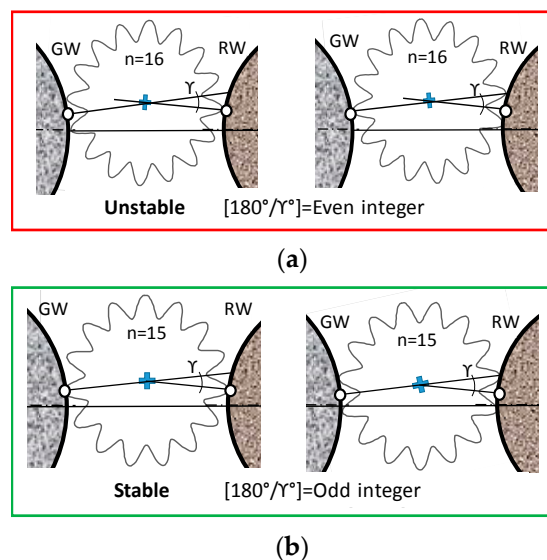 GW RW GW RW
n=16 n=16
ϒ ϒ
Unstable [180°/ϒ°]=Even integer
(a)
GW RW GW RW
n=15 n=15
ϒ ϒ
Stable [180°/ϒ°]=Odd integer
(b)